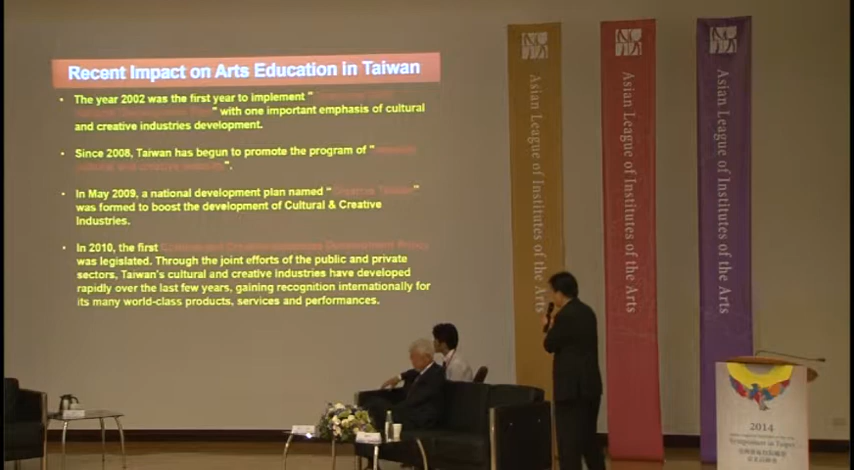 Recent Impact on Arts Education in Taiwan
• The year 2002 was the first year to implement "
" with one important emphasis of cultural
and creative industries development.
• Since 2008, Taiwan has begun to promote the program of "
".
• In May 2009, a national development plan named " "
was formed to boost the development of Cultural & Creative
Industries.
• In 2010, the first
was legislated. Through the joint efforts of the public and private
sectors, Taiwan's cultural and creative industries have developed
rapidly over the last few years, gaining recognition internationally for
its many world-class products, services and performances.
Asian League of Institutes of the Arts
Asian League of Institutes of the Arts
Asian League of Institutes of the Arts
2014
Symposium in Taipei